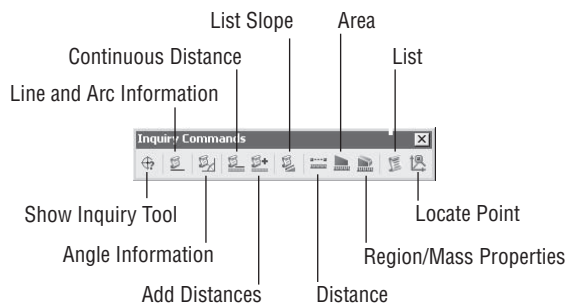 List Slope
Area
Continuous Distance
List
Line and Arc Information
Inquiry Commands
Show Inquiry Tool
Locate Point
Angle Information
Region/Mass Properties
Add Distances
Distance